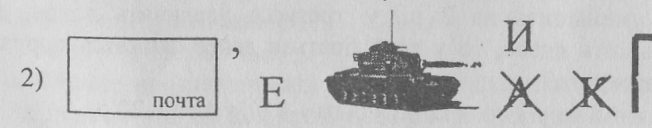 И
2) , Е А К
почта